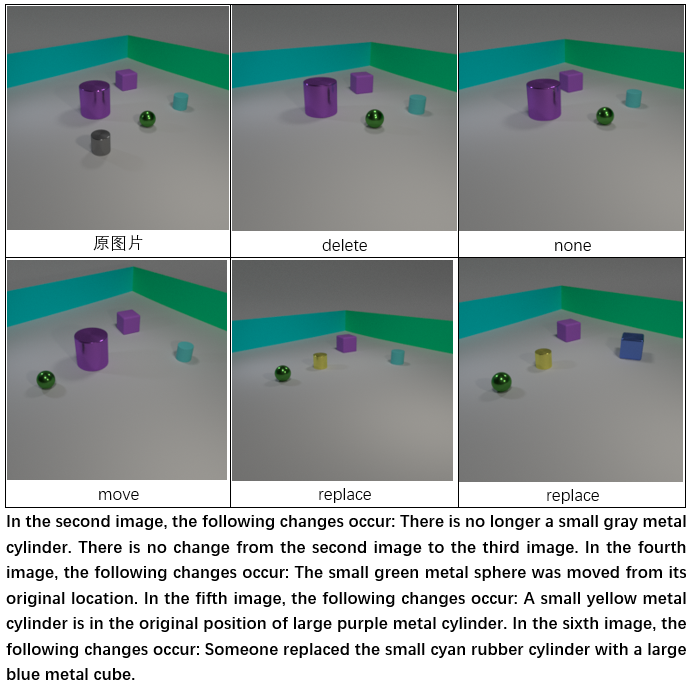 原图片
delete
none
move
replace
replace
In the second image, the following changes occur: There is no longer a small gray metal
cylinder. There is no change from the second image to the third image. In the fourth
image, the following changes occur: The small green metal sphere was moved from its
original location. In the fifth image, the following changes occur: A small yellow metal
cylinder is in the original position of large purple metal cylinder. In the sixth image, the
following changes occur: Someone replaced the small cyan rubber cylinder with a large
blue metal cube.